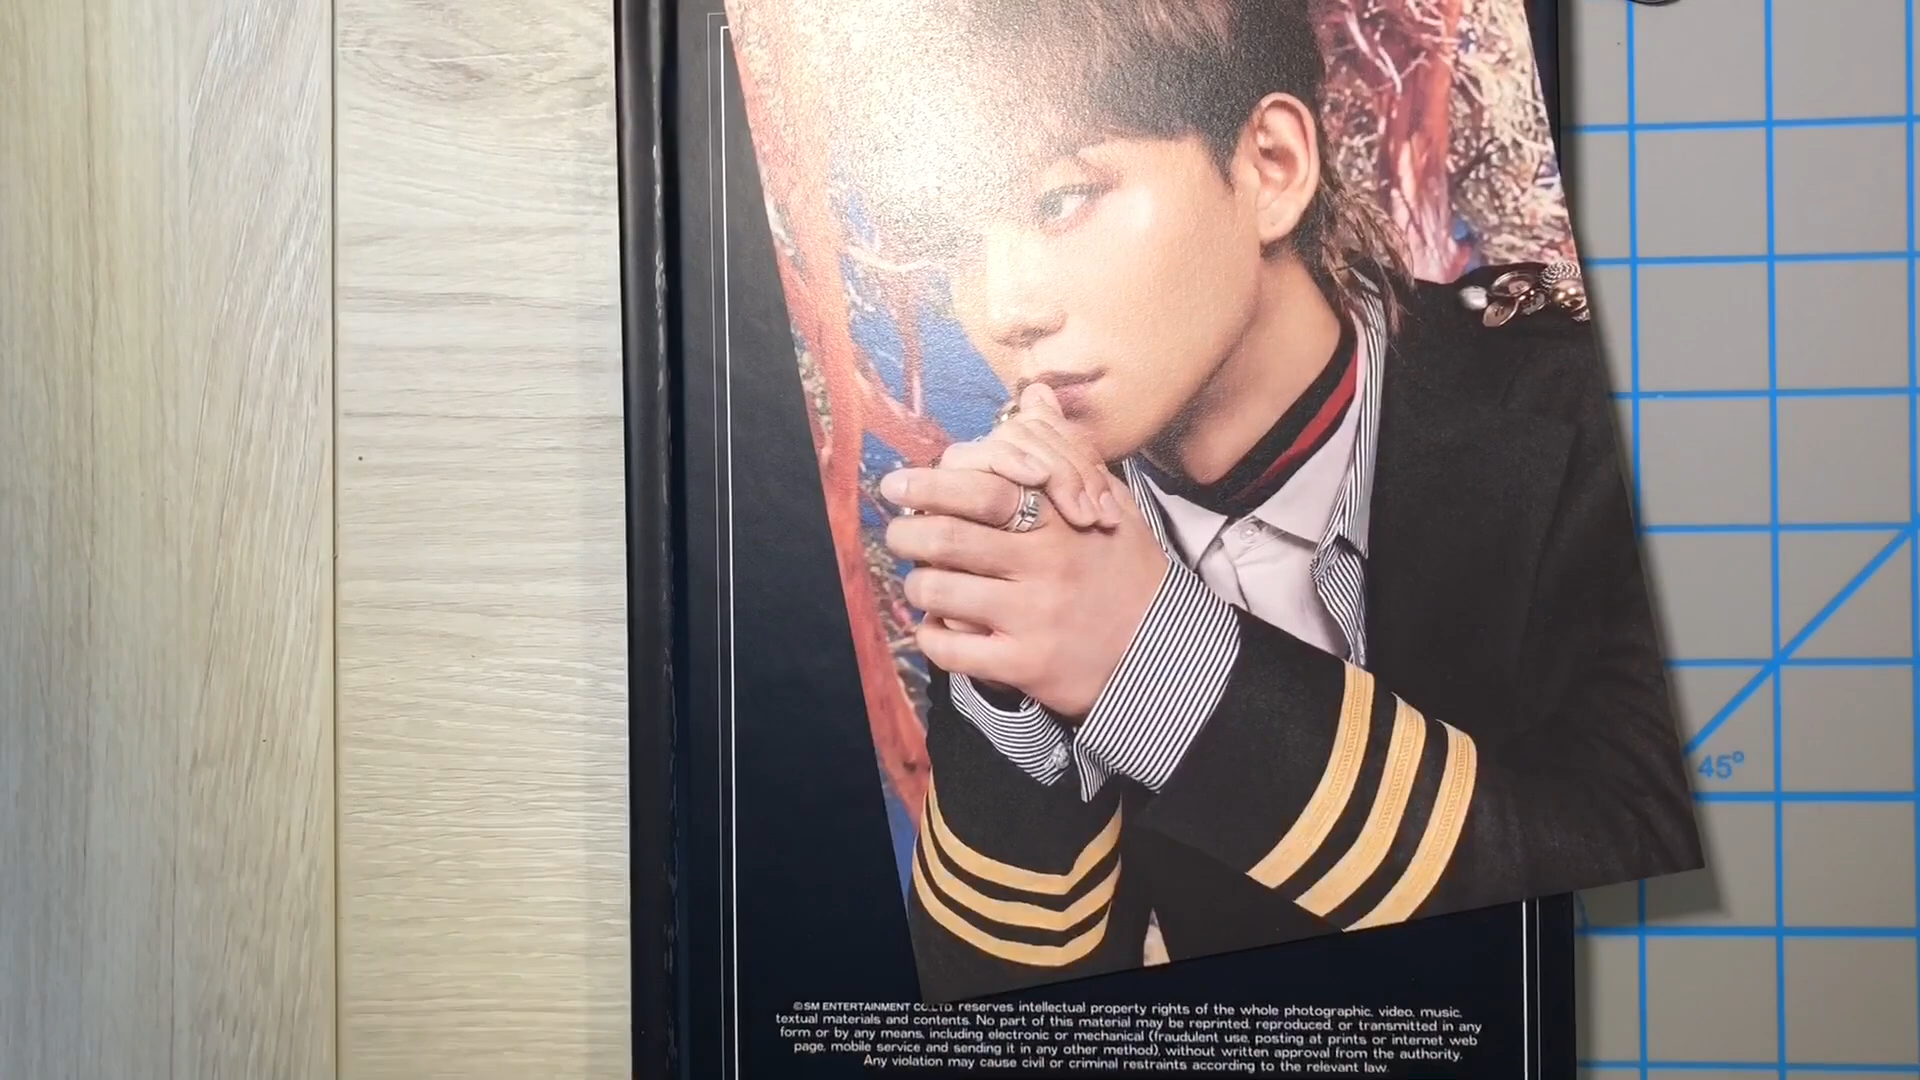 45°
©SM ENTERTAINMENT CO.,LTD. reserves intellectual property rights of the whole photographic, video, music,
textual materials and contents. No part of this material may be reprinted, reproduced, or transmitted in any
form or by any means, including electronic or mechanical (fraudulent use, posting at prints or internet web
page, mobile service and sending it in any other method), without written approval from the authority.
Any violation may cause civil or criminal restraints according to the relevant law.